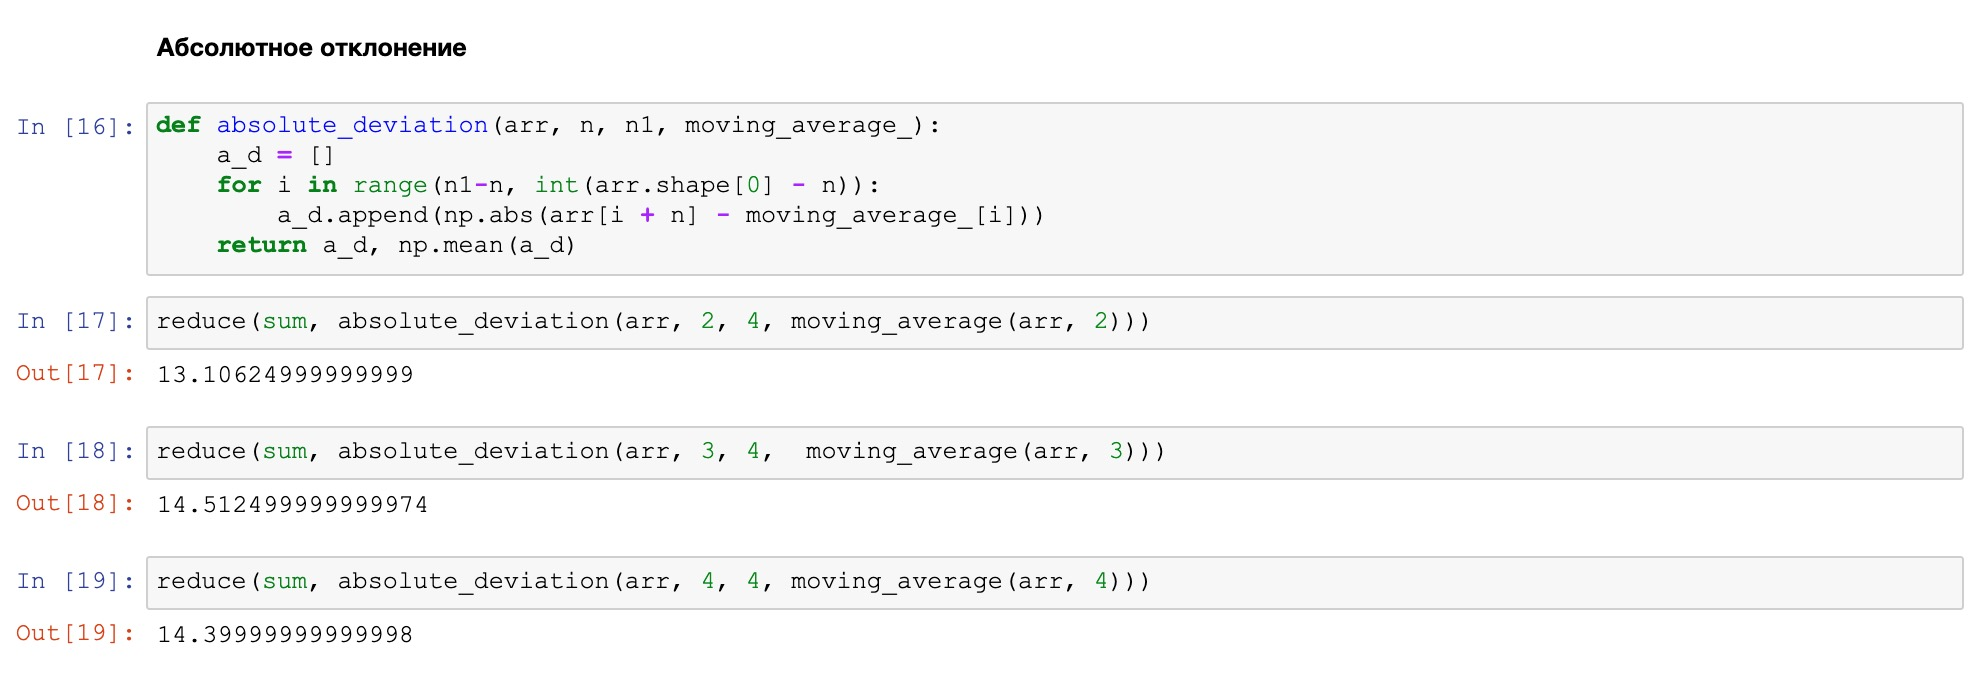 Абсолютное отклонение
In [16]: def absolute_deviation(arr, n, n1, moving_average_):
    a_d = []
    for i in range(n1-n, int(arr.shape[0] - n)):
        a_d.append(np.abs(arr[i + n] - moving_average_[i]))
    return a_d, np.mean(a_d)
In [17]: reduce(sum, absolute_deviation(arr, 2, 4, moving_average(arr, 2)))
Out[17]: 13.10624999999999
In [18]: reduce(sum, absolute_deviation(arr, 3, 4,  moving_average(arr, 3)))
Out[18]: 14.512499999999974
In [19]: reduce(sum, absolute_deviation(arr, 4, 4, moving_average(arr, 4)))
Out[19]: 14.39999999999998